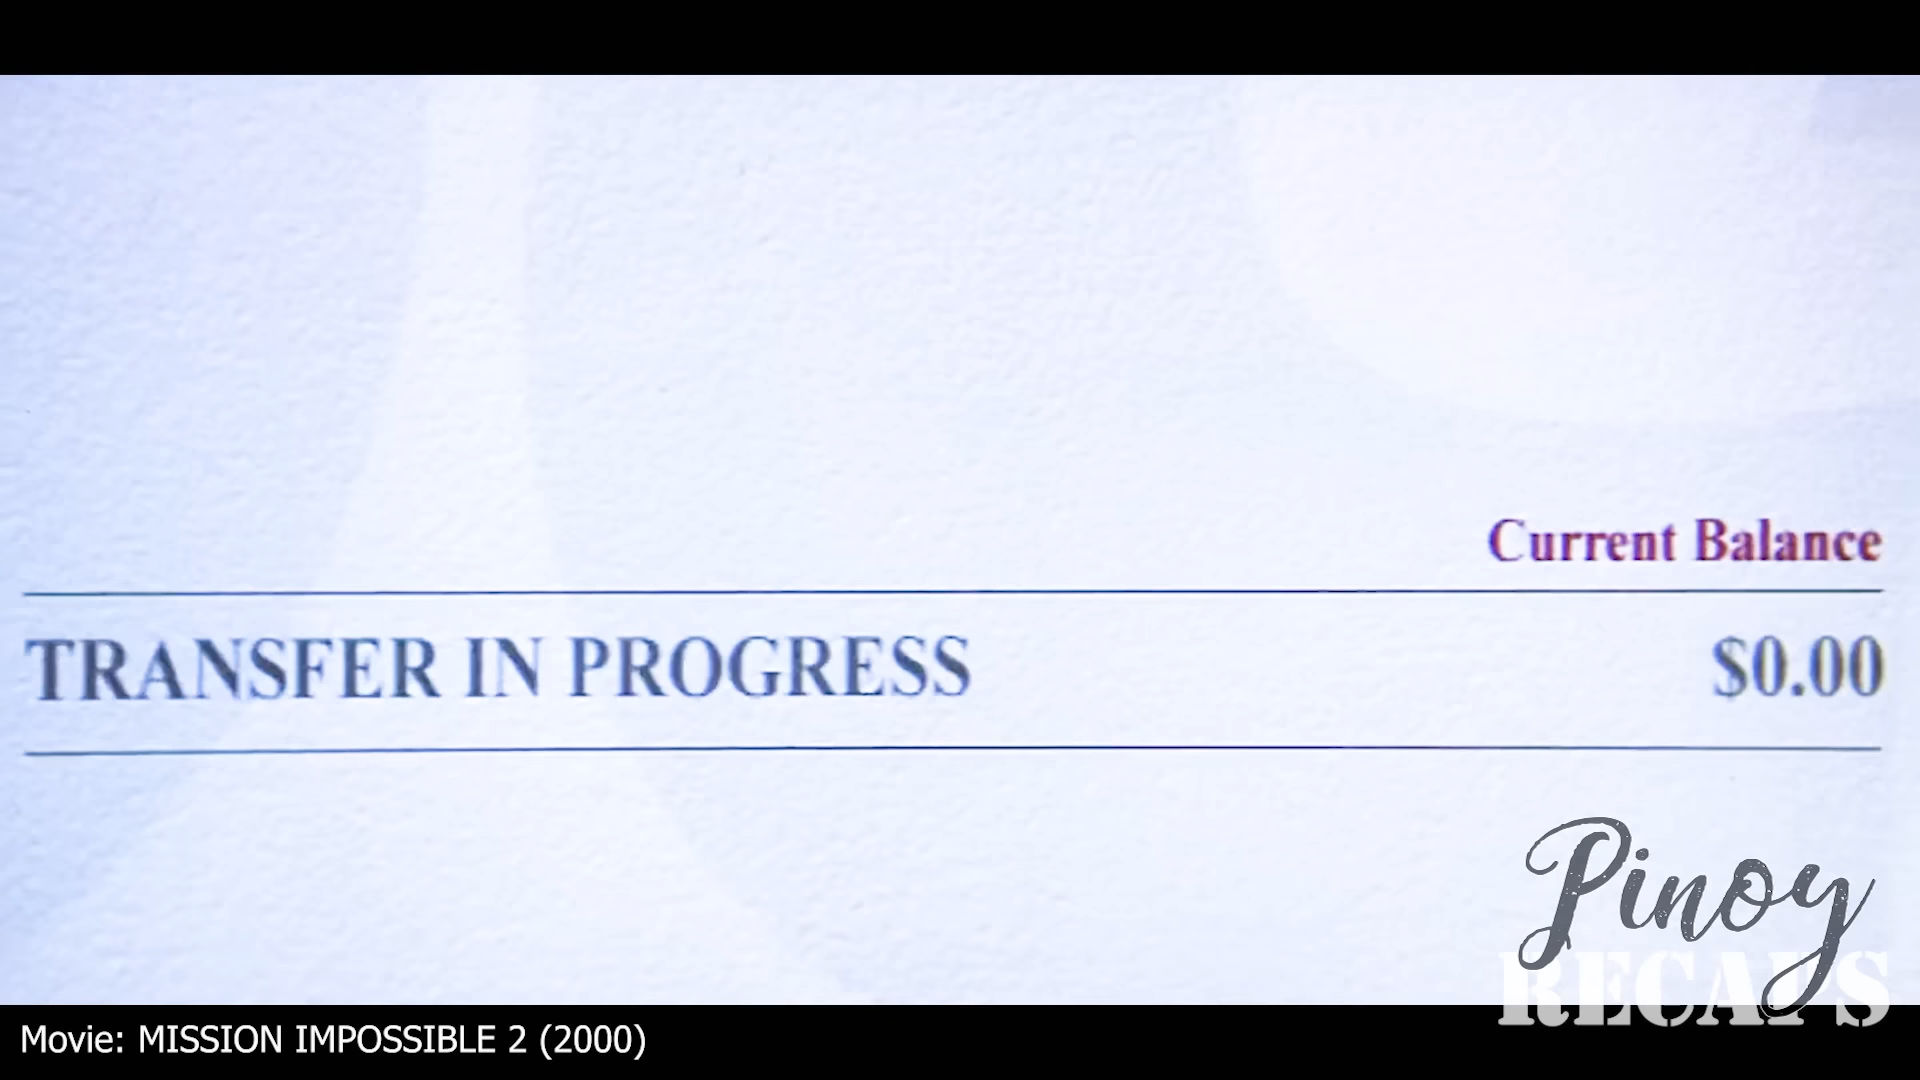 Current Balance
TRANSFER IN PROGRESS $0.00
Pinoy
RECAPS
Movie: MISSION IMPOSSIBLE 2 (2000)